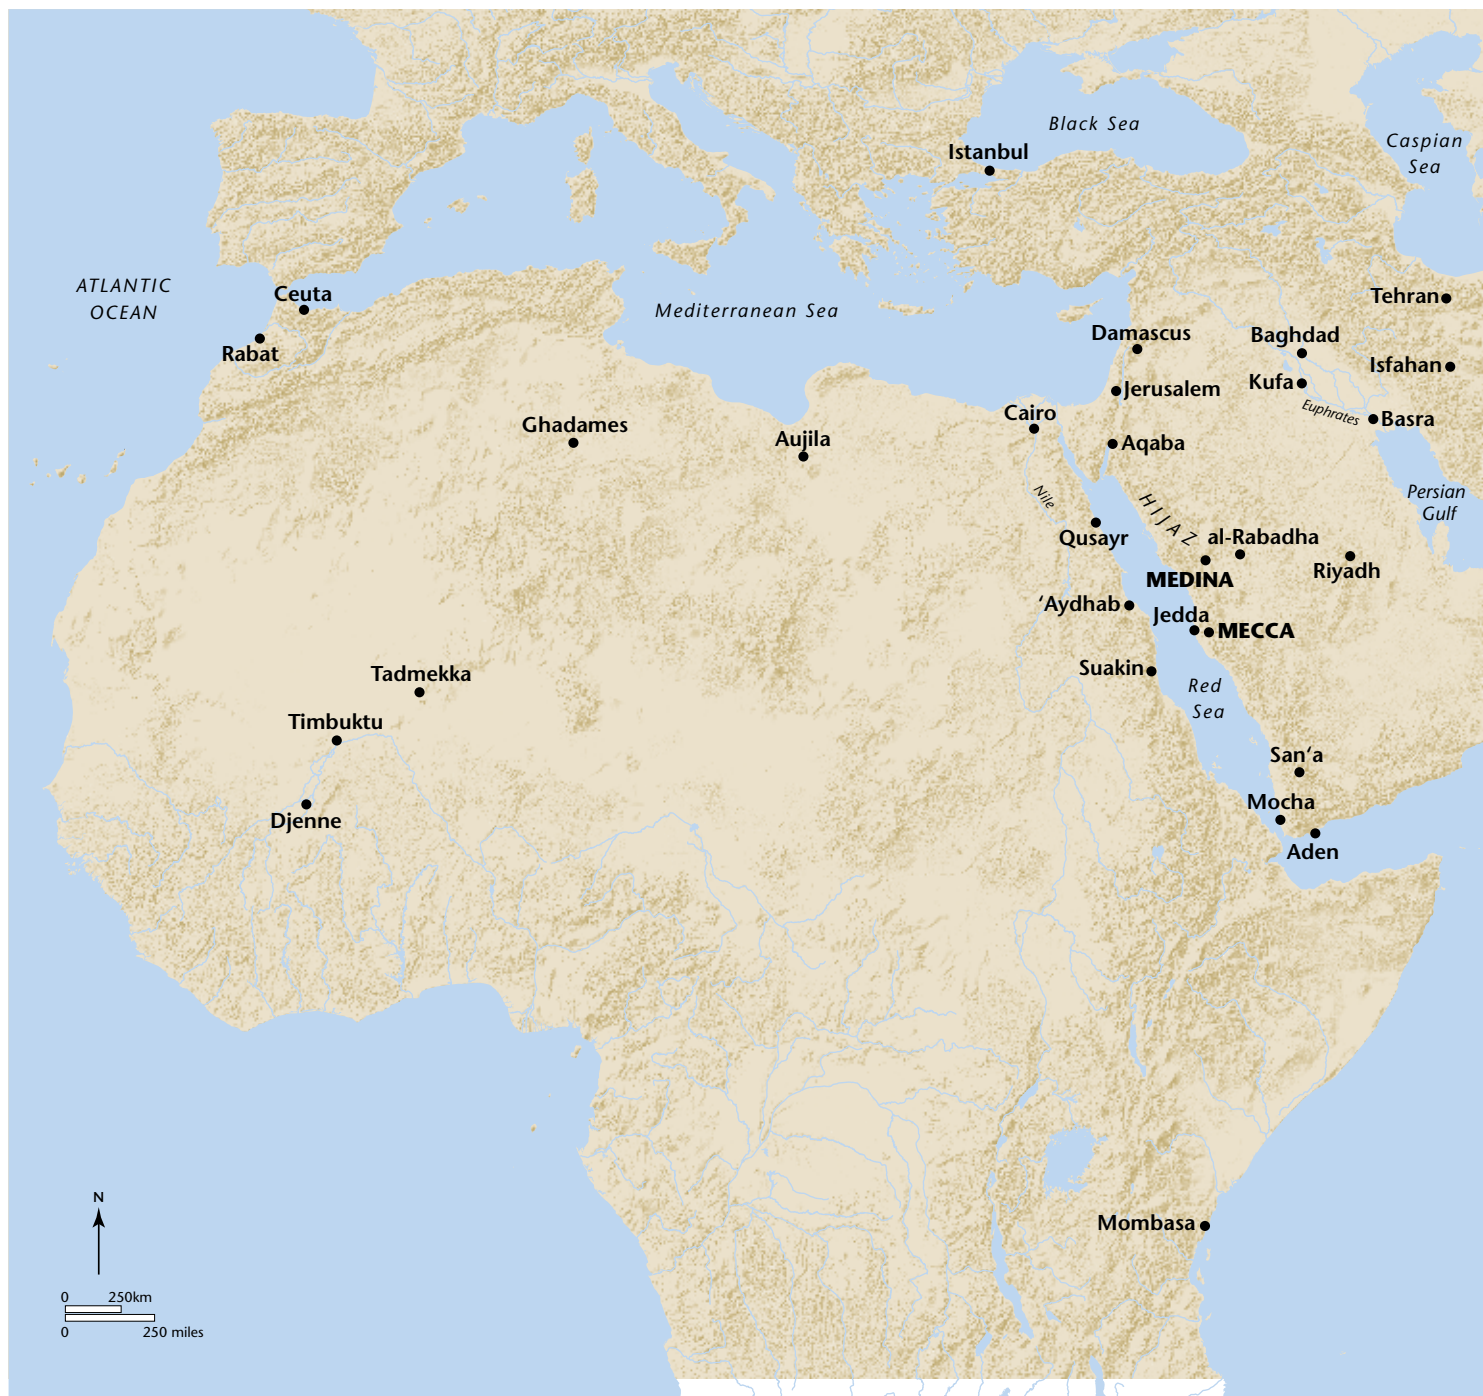 Black Sea
Caspian
Sea
Istanbul
ATLANTIC
OCEAN
Ceuta
Rabat
Mediterranean Sea
Tehran
Damascus
Baghdad
Isfahan
Kufa
Jerusalem
Euphrates
Basra
Cairo
Ghadames
Aujila
Aqaba
Nile
HIJAZ
Persian
Gulf
Qusayr
al-Rabadha
Riyadh
MEDINA
‘Aydhab
Jedda
MECCA
Suakin
Red
Sea
Tadmekka
Timbuktu
Djenne
San‘a
Mocha
Aden
Mombasa
N
0 250km
0 250 miles